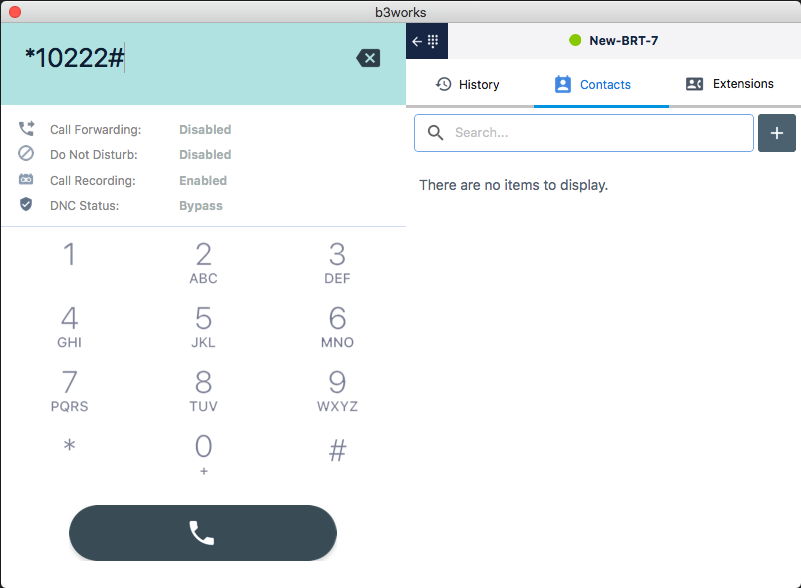 b3works
*10222#
Call Forwarding: Disabled
Do Not Disturb: Disabled
Call Recording: Enabled
DNC Status: Bypass
1 2 3
ABC DEF
4 5 6
GHI JKL MNO
7 8 9
PQRS TUV WXYZ
* 0 #
+
New-BRT-7
History Contacts Extensions
Search...
+
There are no items to display.